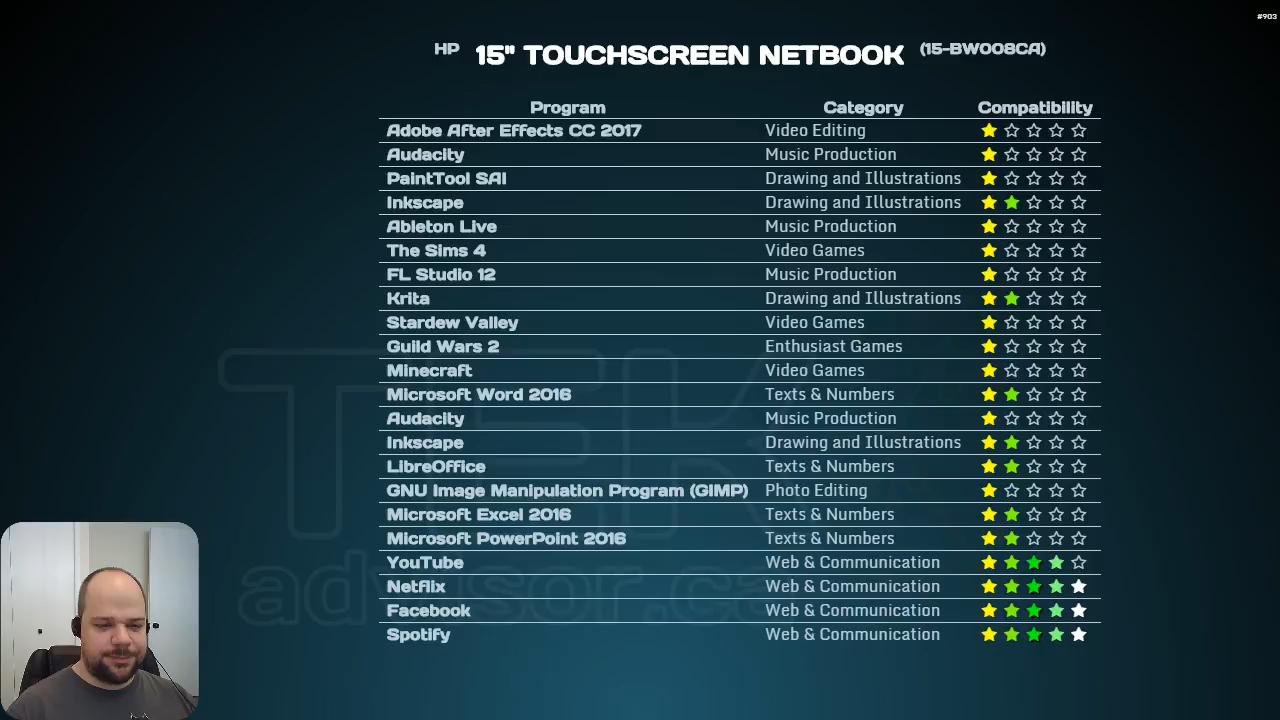 #903
HP 15" TOUCHSCREEN NETBOOK (15-BW008CA)
Program Category Compatibility
Adobe After Effects CC 2017 Video Editing
Audacity Music Production
PaintTool SAI Drawing and Illustrations
Inkscape Drawing and Illustrations
Ableton Live Music Production
The Sims 4 Video Games
FL Studio 12 Music Production
Krita Drawing and Illustrations
Stardew Valley Video Games
Guild Wars 2 Enthusiast Games
Minecraft Video Games
Microsoft Word 2016 Texts & Numbers
Audacity Music Production
Inkscape Drawing and Illustrations
LibreOffice Texts & Numbers
GNU Image Manipulation Program (GIMP) Photo Editing
Microsoft Excel 2016 Texts & Numbers
Microsoft PowerPoint 2016 Texts & Numbers
YouTube Web & Communication
Netflix Web & Communication
Facebook Web & Communication
Spotify Web & Communication
TEK
advisor.ca